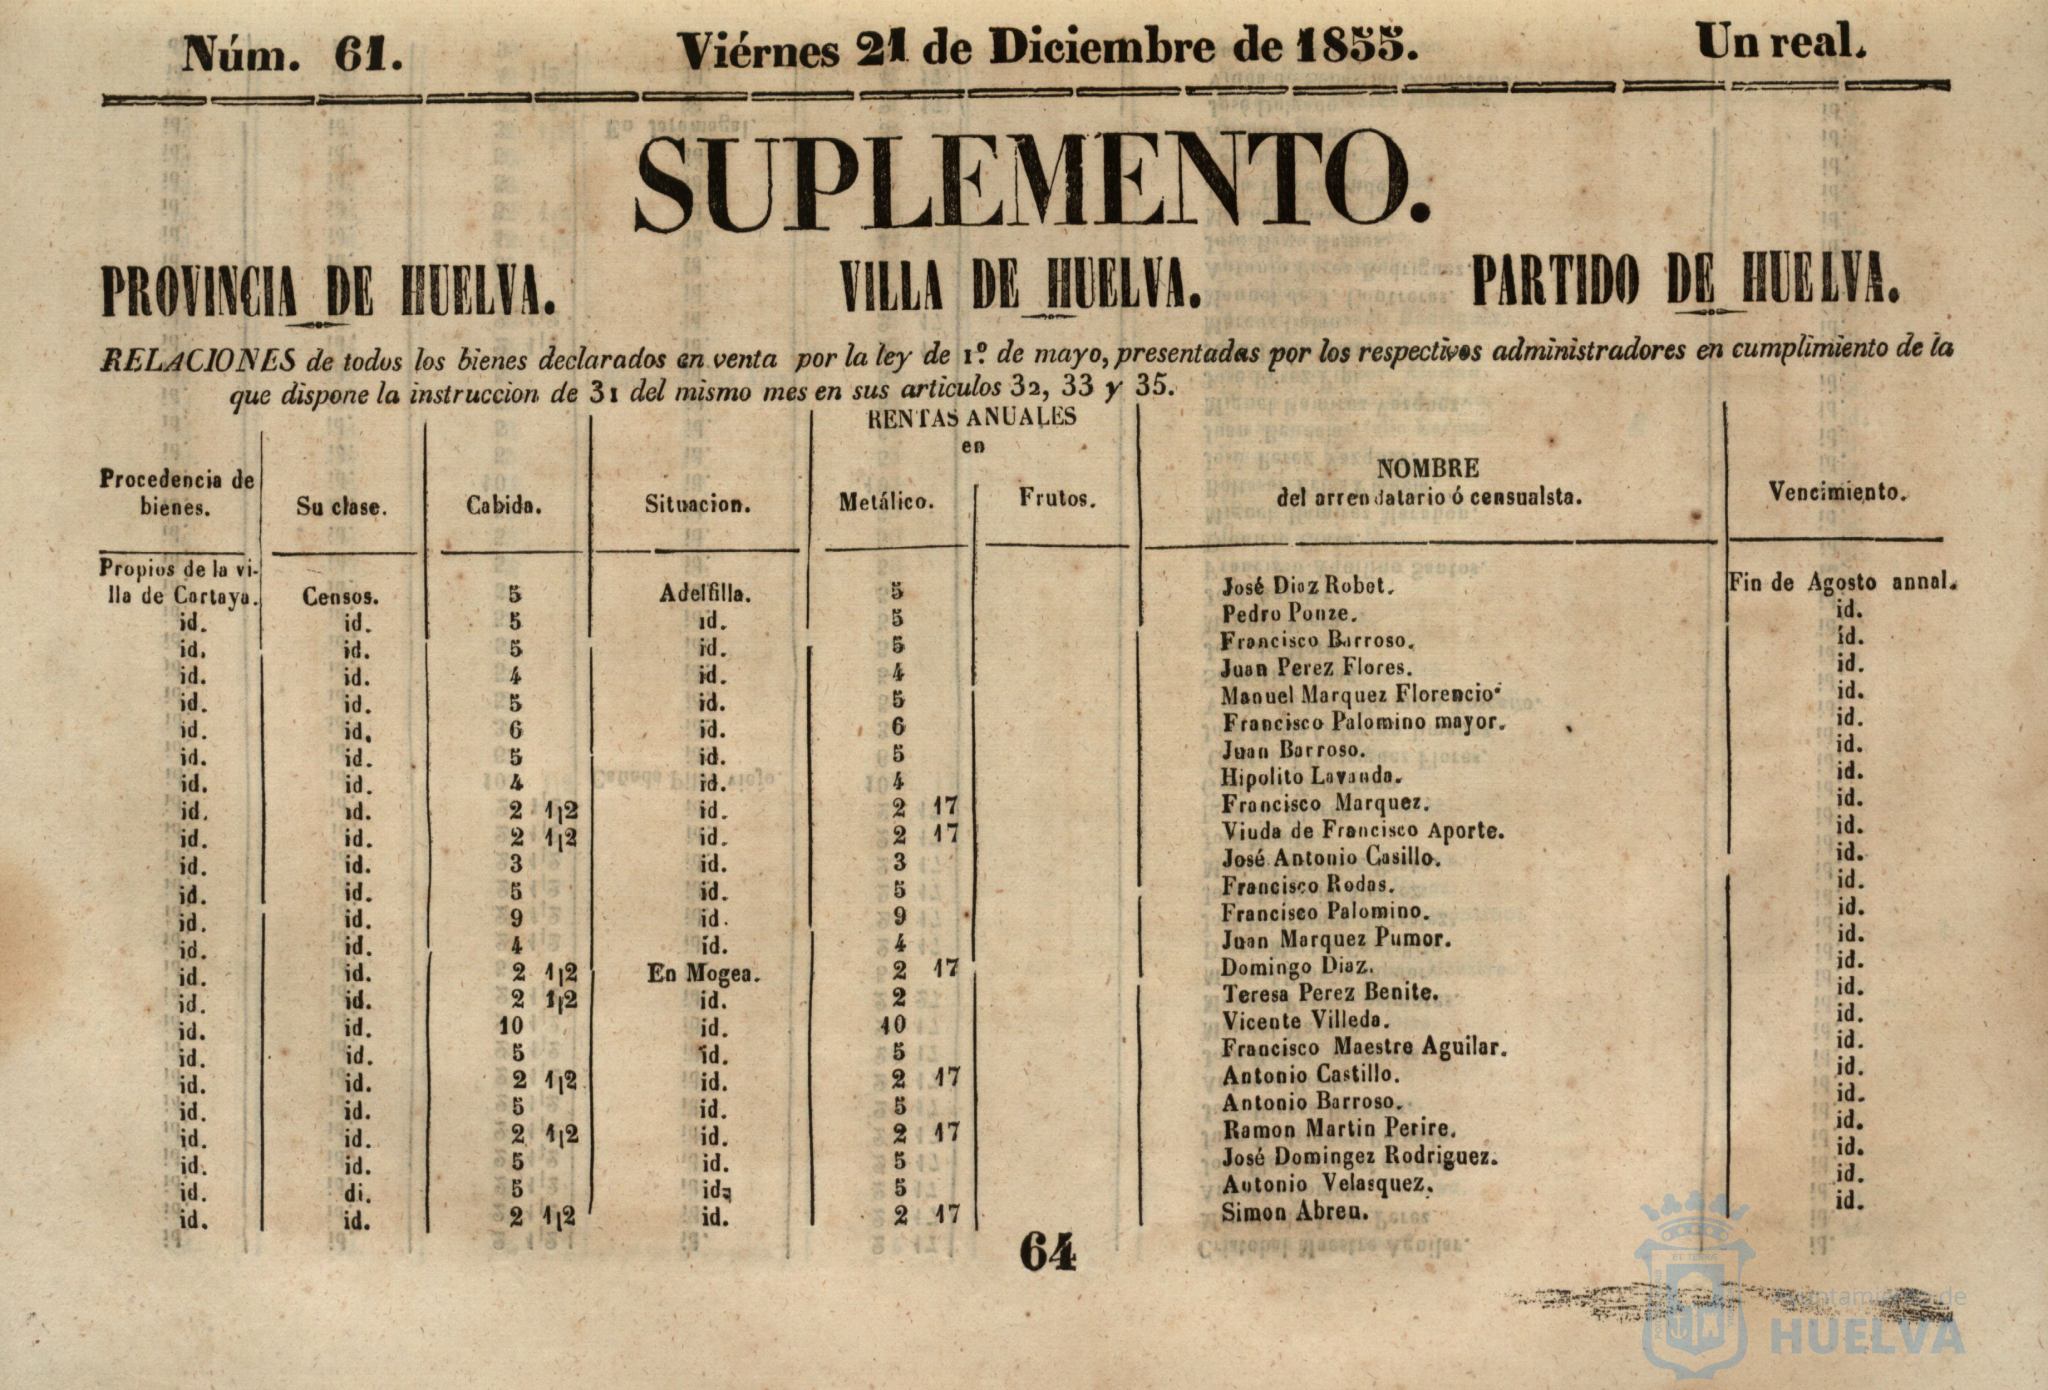 Núm. 61. Viérnes 21 de Diciembre de 1855. Un real.
SUPLEMENTO.
PROVINCIA DE HUELVA. VILLA DE HUELVA. PARTIDO DE HUELVA.
RELACIONES de todos los bienes declarados en venta por la ley de 1º. de mayo, presentadas por los respectivos administradores en cumplimiento de la
que dispone la instruccion de 31 del mismo mes en sus articulos 32, 33 y 35.
RENTAS ANUALES
en
Procedencia de bienes. Su clase. Cabida. Situacion. Metálico. Frutos. NOMBRE del arrendatario ó censualsta. Vencimiento.
Propios de la vi-
lla de Cartaya. Censos. 5 Adelfilla. 5 José Diaz Robot. Fin de Agosto annal.
id. id. 5 id. 5 Pedro Ponze. id.
id. id. 5 id. 5 Francisco Barroso. id.
id. id. 4 id. 4 Juan Perez Flores. id.
id. id. 5 id. 5 Manuel Marquez Florencio. id.
id. id. 6 id. 6 Francisco Palomino mayor. id.
id. id. 5 id. 5 Juan Barroso. id.
id. id. 4 id. 4 Hipolito Lavanda. id.
id. id. 2 1|2 id. 2 17 Francisco Marquez. id.
id. id. 2 1|2 id. 2 17 Viuda de Francisco Aporte. id.
id. id. 3 id. 3 José Antonio Casillo. id.
id. id. 5 id. 5 Francisco Rodas. id.
id. id. 9 id. 9 Francisco Palomino. id.
id. id. 4 id. 4 Juan Marquez Pumor. id.
id. id. 2 1|2 En Mogea. 2 17 Domingo Diaz. id.
id. id. 2 1|2 id. 2 Teresa Perez Benite. id.
id. id. 10 id. 10 Vicente Villeda. id.
id. id. 5 id. 5 Francisco Maestre Aguilar. id.
id. id. 2 1|2 id. 2 17 Antonio Castillo. id.
id. id. 5 id. 5 Antonio Barroso. id.
id. id. 2 1|2 id. 2 17 Ramon Martin Perire. id.
id. id. 5 id. 5 José Domingez Rodriguez. id.
id. di. 5 id. 5 Antonio Velasquez. id.
id. id. 2 1|2 id. 2 17 Simon Abreu. id.
64
Ayuntamiento de
HUELVA